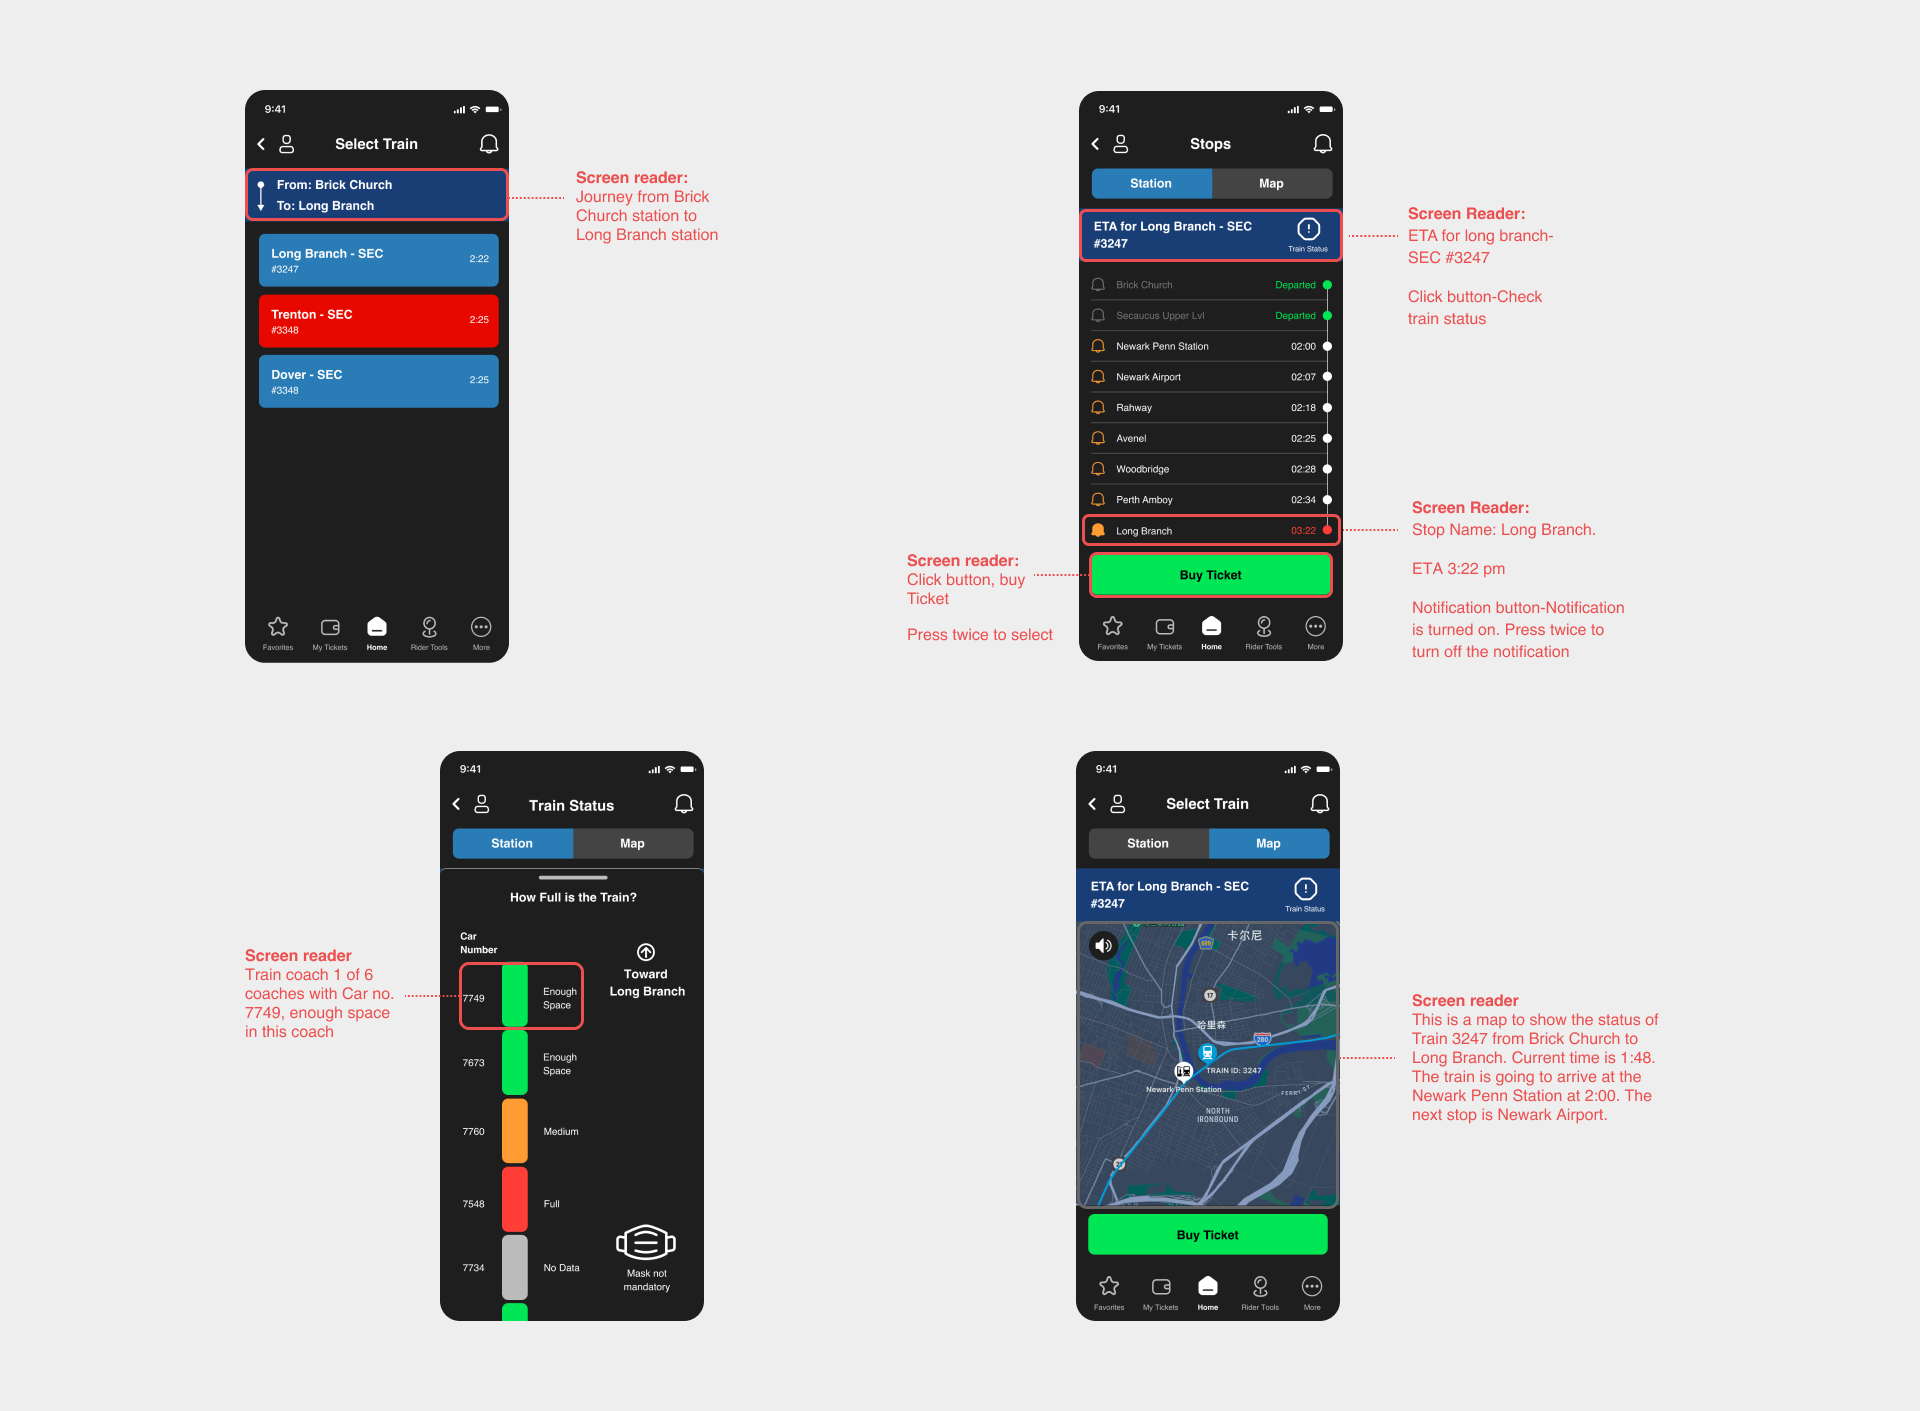 9:41
Select Train
From: Brick Church
To: Long Branch
Long Branch - SEC
#3247
2:22
Trenton - SEC
#3348
2:25
Dover - SEC
#3348
2:25
Favorites
My Tickets
Home
Rider Tools
More
Screen reader:
Journey from Brick
Church station to
Long Branch station
9:41
Stops
Station
Map
ETA for Long Branch - SEC
#3247
Train Status
Brick Church
Departed
Secaucus Upper Lvl
Departed
Newark Penn Station
02:00
Newark Airport
02:07
Rahway
02:18
Avenel
02:25
Woodbridge
02:28
Perth Amboy
02:34
Long Branch
03:22
Buy Ticket
Favorites
My Tickets
Home
Rider Tools
More
Screen Reader:
ETA for long branch-
SEC #3247
Click button-Check
train status
Screen Reader:
Stop Name: Long Branch.
ETA 3:22 pm
Notification button-Notification
is turned on. Press twice to
turn off the notification
Screen reader:
Click button, buy
Ticket
Press twice to select
9:41
Train Status
Station
Map
How Full is the Train?
Car
Number
Toward
Long Branch
7749
Enough
Space
7673
Enough
Space
7760
Medium
7548
Full
7734
No Data
Mask not
mandatory
Screen reader
Train coach 1 of 6
coaches with Car no.
7749, enough space
in this coach
9:41
Select Train
Station
Map
ETA for Long Branch - SEC
#3247
Train Status
卡尔尼
17
哈里森
280
TRAIN ID: 3247
Newark Penn Station
FERRY ST
NORTH
IRONBOUND
Buy Ticket
Favorites
My Tickets
Home
Rider Tools
More
Screen reader
This is a map to show the status of
Train 3247 from Brick Church to
Long Branch. Current time is 1:48.
The train is going to arrive at the
Newark Penn Station at 2:00. The
next stop is Newark Airport.